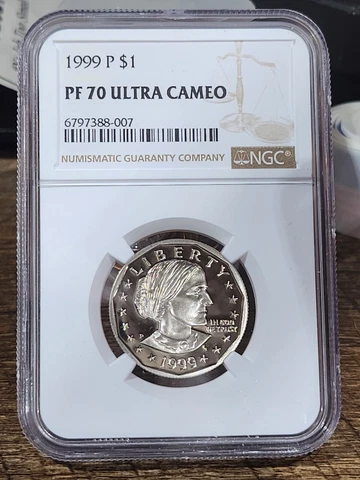 1999 P $1
PF 70 ULTRA CAMEO
6797388-007
NUMISMATIC GUARANTY COMPANY
NGC®
LIBERTY
IN GOD
WE TRUST
1999